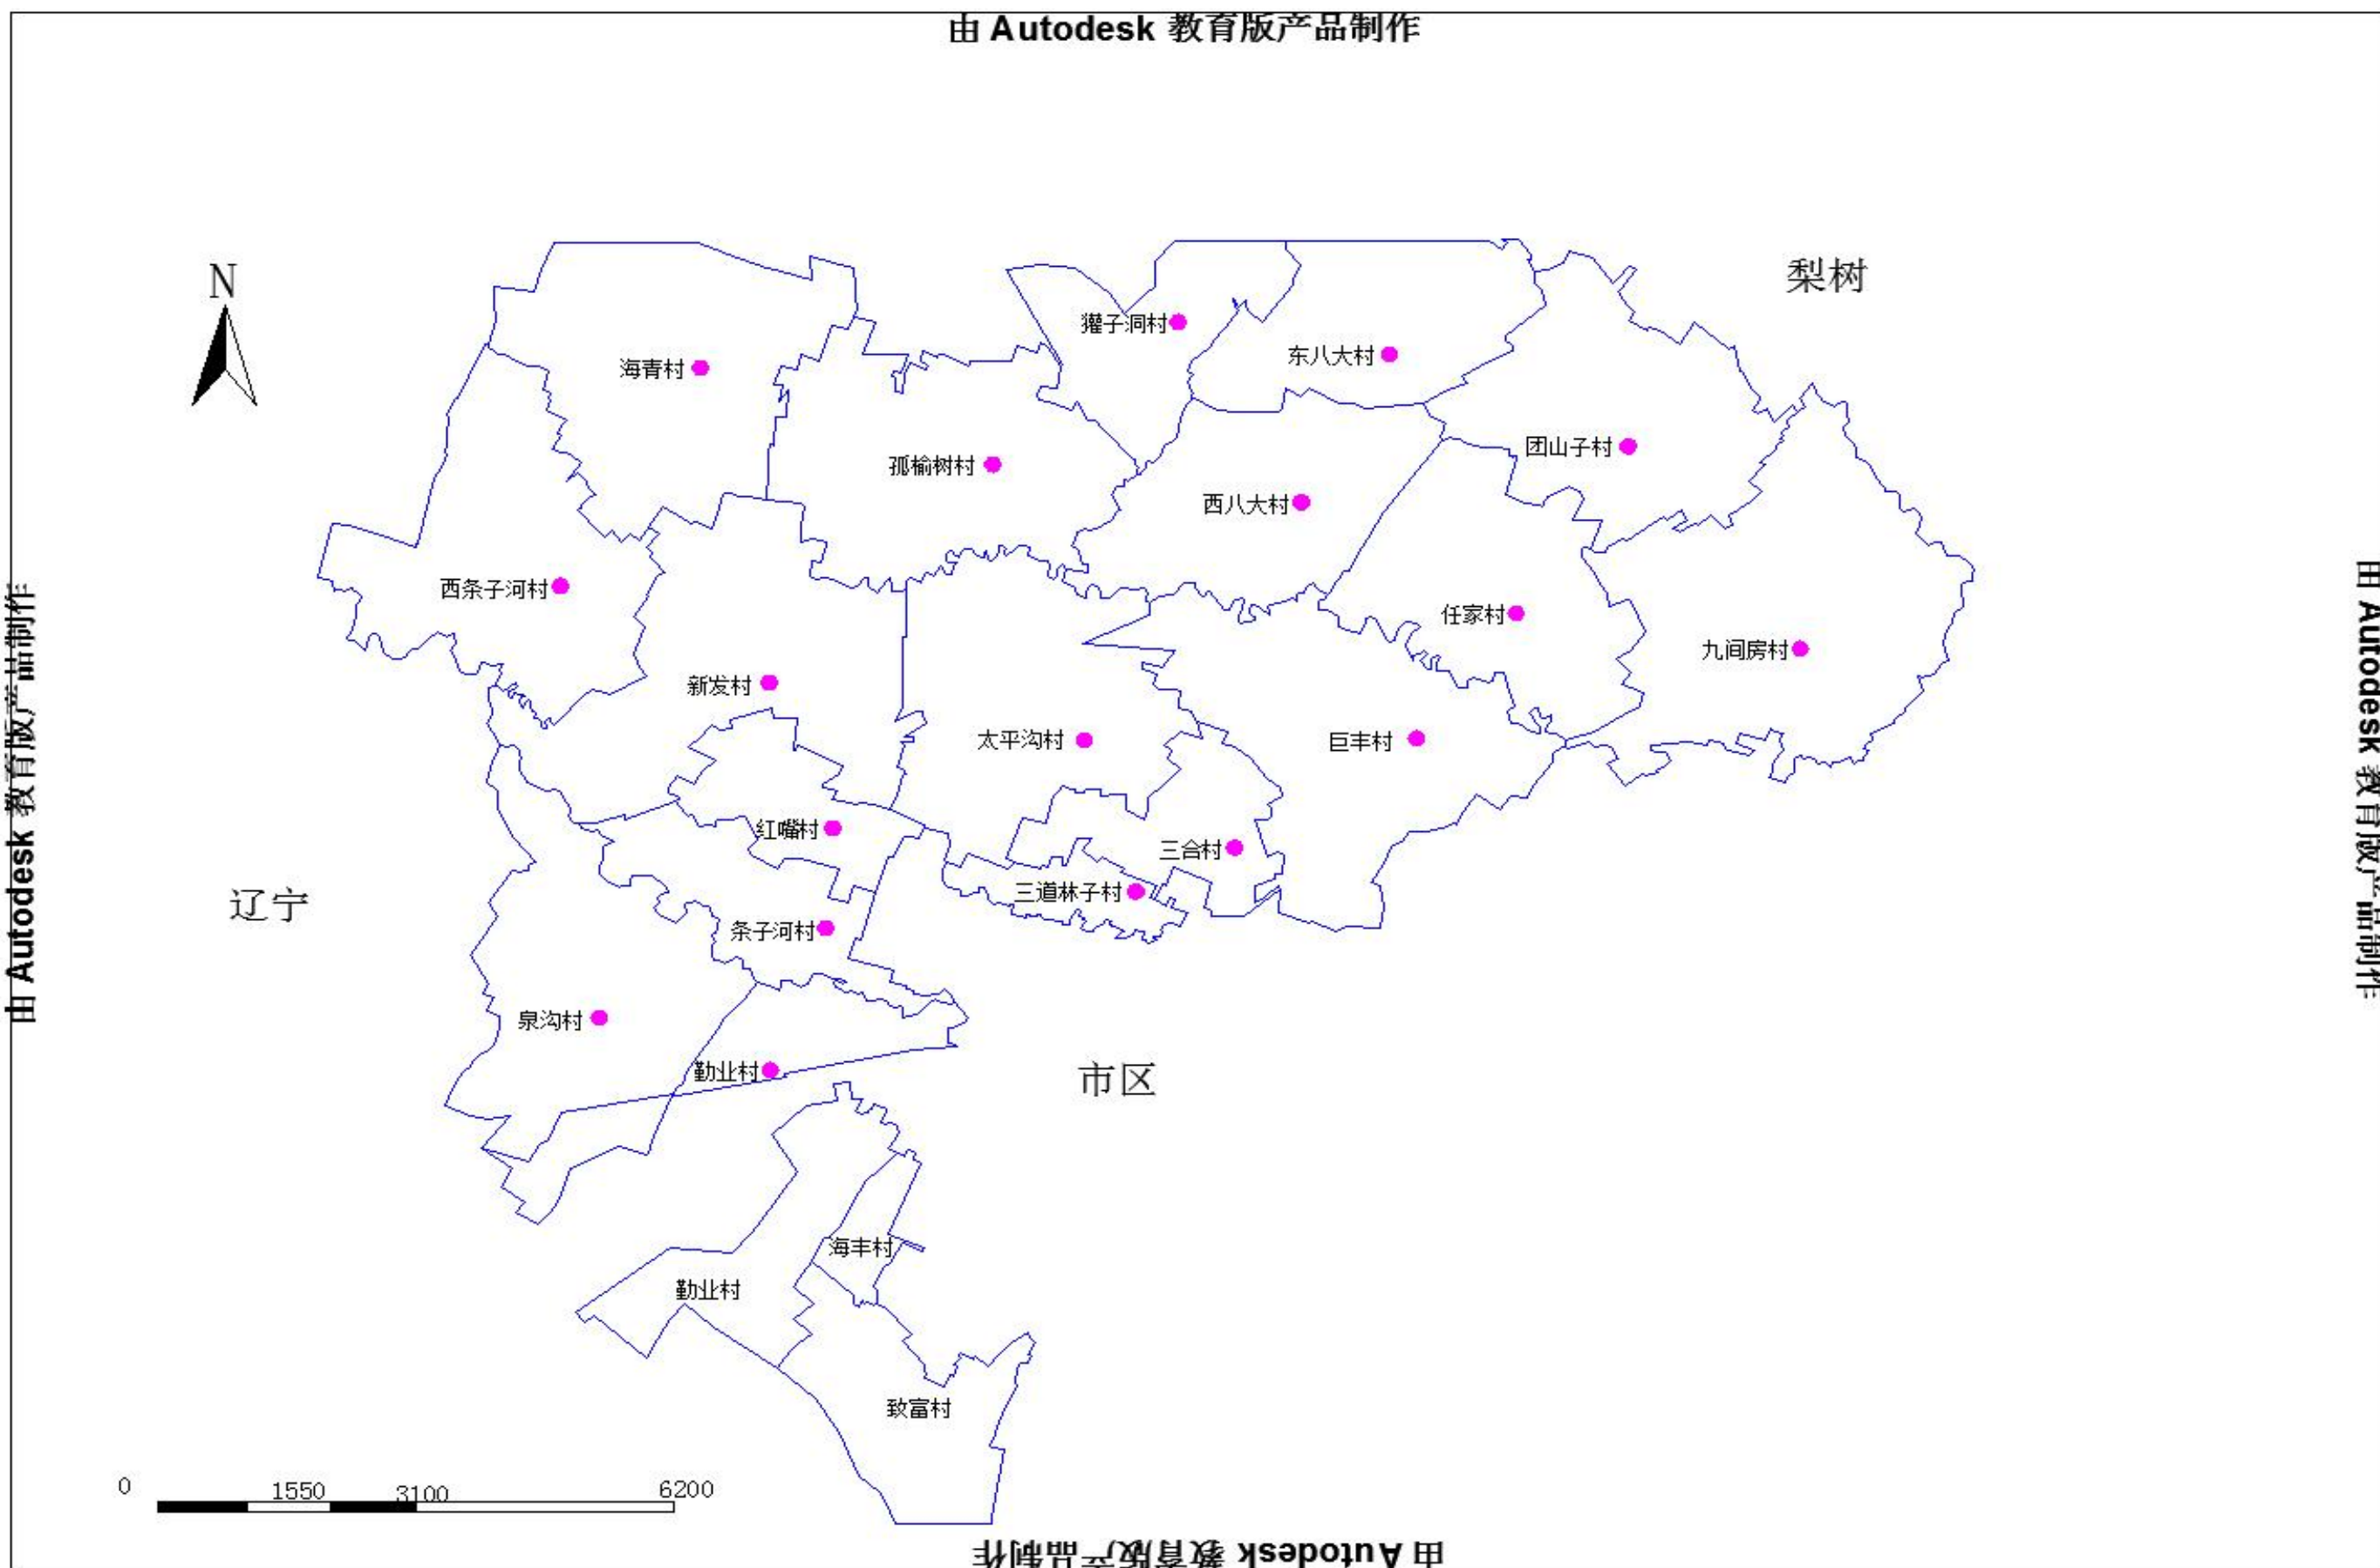 由 Autodesk 教育版产品制作
N
梨树
獾子洞村
东八大村
海青村
团山子村
孤榆树村
西八大村
西条子河村
任家村
九间房村
新发村
太平沟村
巨丰村
红嘴村
三合村
三道林子村
辽宁
条子河村
泉沟村
勤业村
市区
海丰村
勤业村
致富村
0
1550
3100
6200
由 Autodesk 教育版产品制作
由 Autodesk 教育版产品制作
由 Autodesk 教育版产品制作